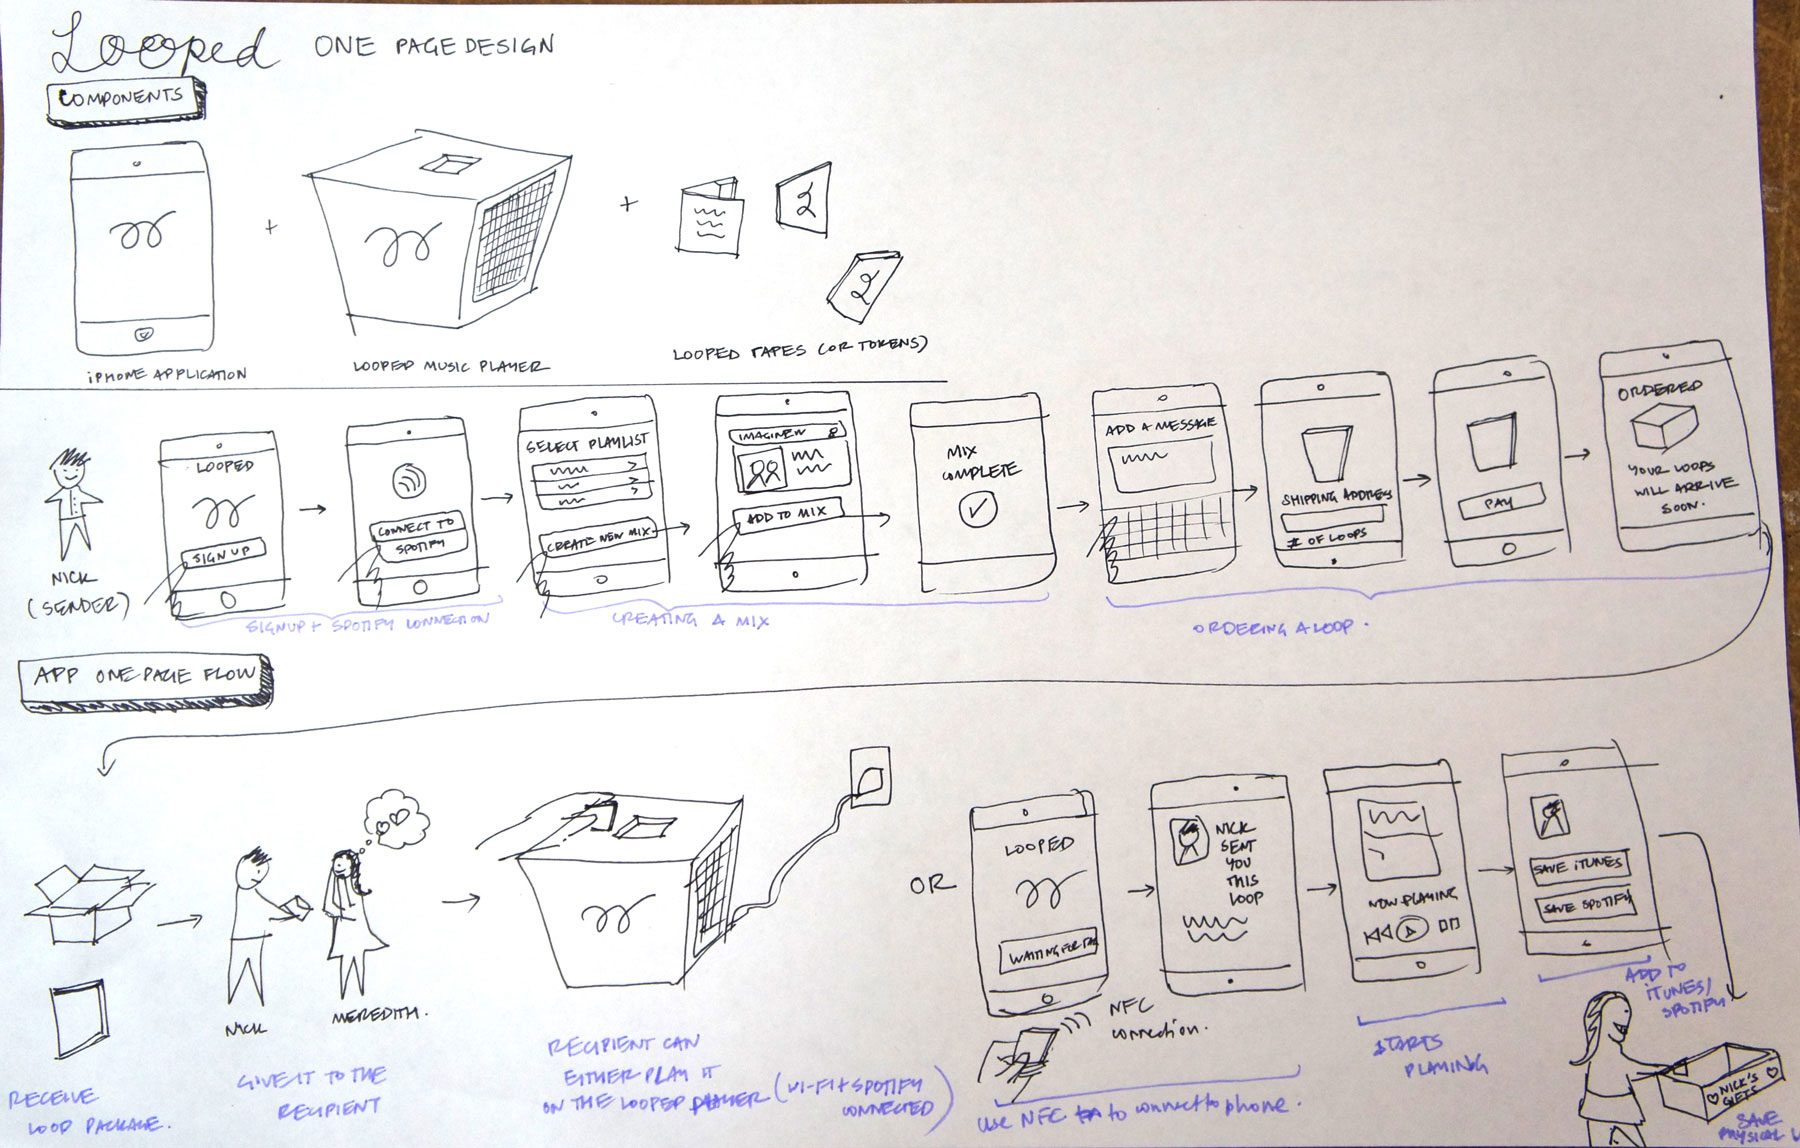 Looped ONE PAGE DESIGN
COMPONENTS
iPHONE APPLICATION
+
LOOPED MUSIC PLAYER
+
LOOPED TAPES (OR TOKENS)
NICK
(SENDER)
LOOPED
SIGN UP
CONNECT TO
SPOTIFY
SIGNUP + SPOTIFY CONNECTION
SELECT PLAYLIST
CREATE NEW MIX
ADD TO MIX
MIX
COMPLETE
CREATING A MIX
ADD A MESSAGE
SHIPPING ADDRESS
# OF LOOPS
PAY
ORDERED
YOUR LOOPS
WILL ARRIVE
SOON.
ORDERING A LOOP.
APP ONE PAGE FLOW
RECEIVE
LOOP PACKAGE.
NICK
MEREDITH.
GIVE IT TO THE
RECIPIENT
RECIPIENT CAN
EITHER PLAY IT
ON THE LOOPED PLAYER (WI-FI + SPOTIFY
CONNECTED)
OR
LOOPED
WAITING FOR
NFC
connection.
use NFC to connect to phone.
NICK
SENT
YOU
THIS
LOOP
NOW PLAYING
STARTS
PLAYING
SAVE iTUNES
SAVE SPOTIFY
ADD TO
iTUNES/
SPOTIFY
NICK'S
GIFTS
SAVE
PHYSICAL